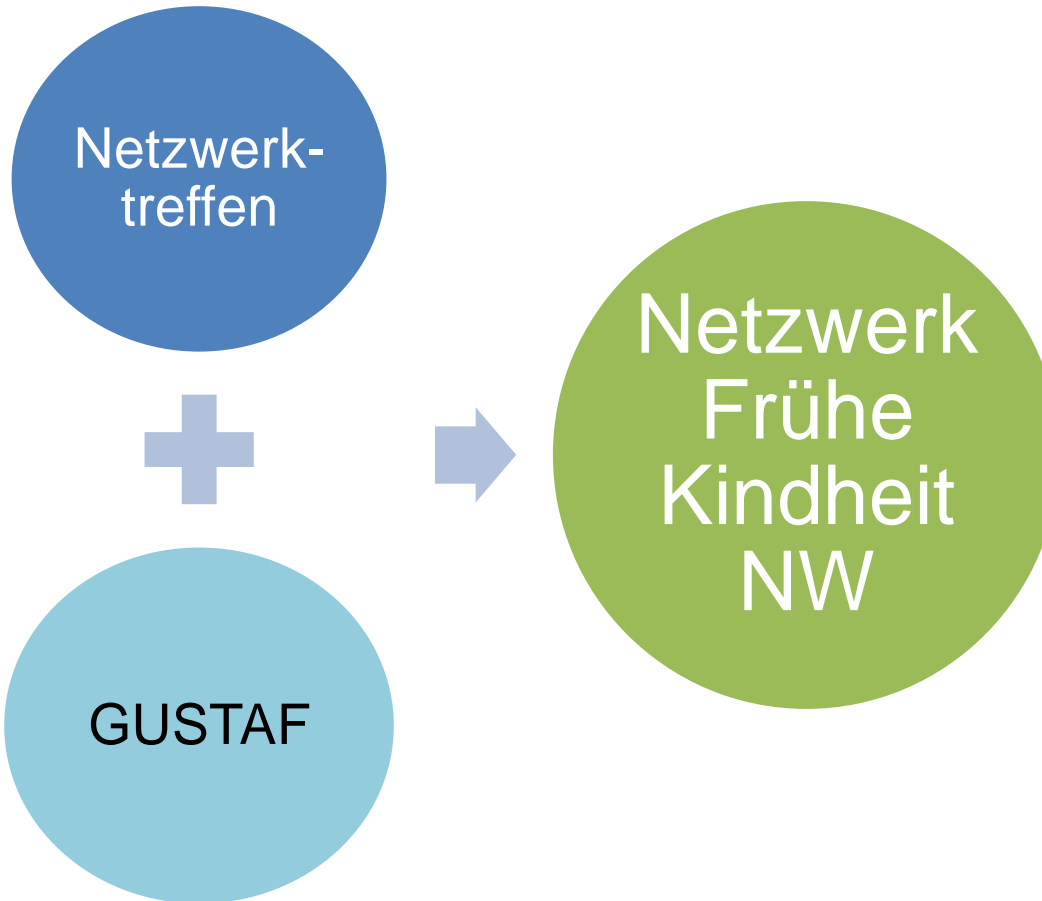 Netzwerk-
treffen
GUSTAF
Netzwerk
Frühe
Kindheit
NW